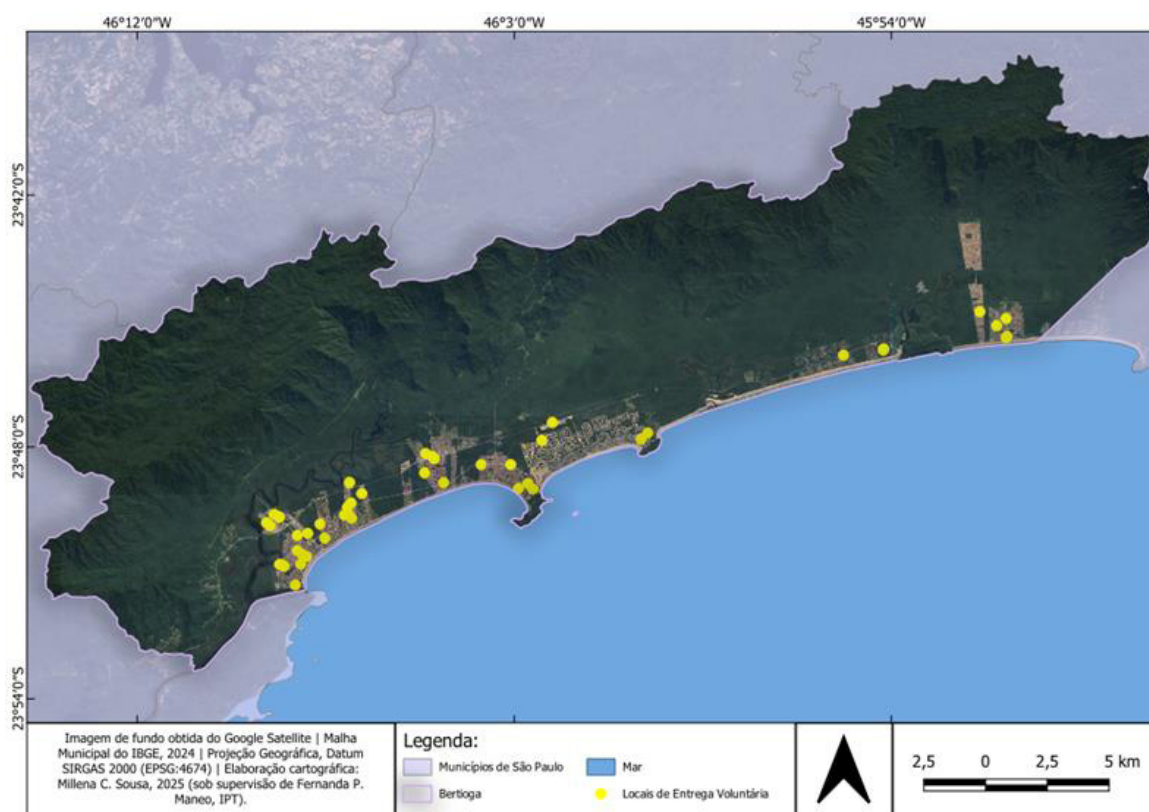 46°12'0"W
46°3'0"W
45°54'0"W
23°42'0"S
23°48'0"S
23°54'0"S
Imagem de fundo obtida do Google Satellite | Malha
Municipal do IBGE, 2024 | Projeção Geográfica, Datum
SIRGAS 2000 (EPSG:4674) | Elaboração cartográfica:
Millena C. Sousa, 2025 (sob supervisão de Fernanda P.
Maneo, IPT).
Legenda:
Municípios de São Paulo
Mar
Bertioga
Locais de Entrega Voluntária
2,5 0 2,5 5 km